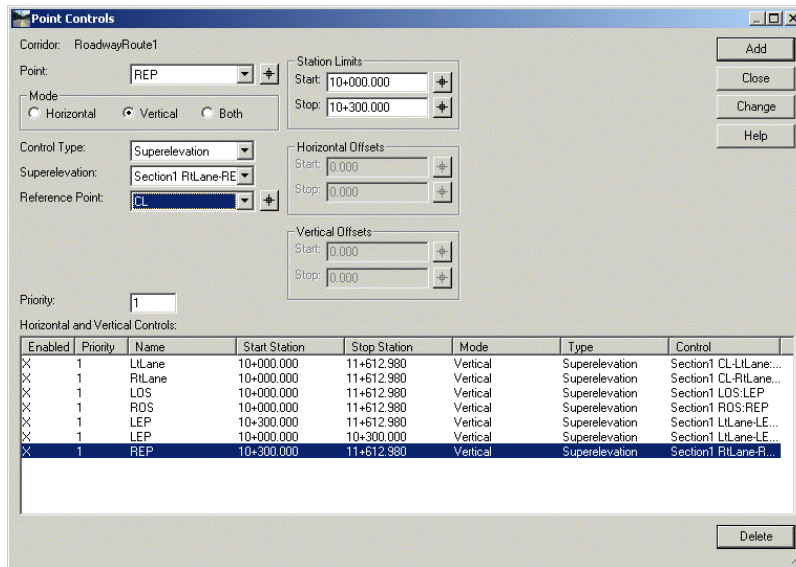 Point Controls
Corridor: RoadwayRoute1
Add
Point: REP
Station Limits
Start: 10+000.000
Close
Mode
Horizontal Vertical Both
Stop: 10+300.000
Change
Help
Control Type: Superelevation
Horizontal Offsets
Superelevation: Section1 RtLane-RE
Start: 0.000
Reference Point: CL
Stop: 0.000
Vertical Offsets
Start: 0.000
Stop: 0.000
Priority: 1
Horizontal and Vertical Controls:
Enabled Priority Name Start Station Stop Station Mode Type Control
X 1 LtLane 10+000.000 11+612.980 Vertical Superelevation Section1 CL-LtLane:...
X 1 RtLane 10+000.000 11+612.980 Vertical Superelevation Section1 CL-RtLane...
X 1 LOS 10+000.000 11+612.980 Vertical Superelevation Section1 LOS:LEP
X 1 ROS 10+000.000 11+612.980 Vertical Superelevation Section1 ROS:REP
X 1 LEP 10+300.000 11+612.980 Vertical Superelevation Section1 LtLane-LE...
X 1 LEP 10+000.000 10+300.000 Vertical Superelevation Section1 LtLane-LE...
X 1 REP 10+300.000 11+612.980 Vertical Superelevation Section1 RtLane-R...
Delete